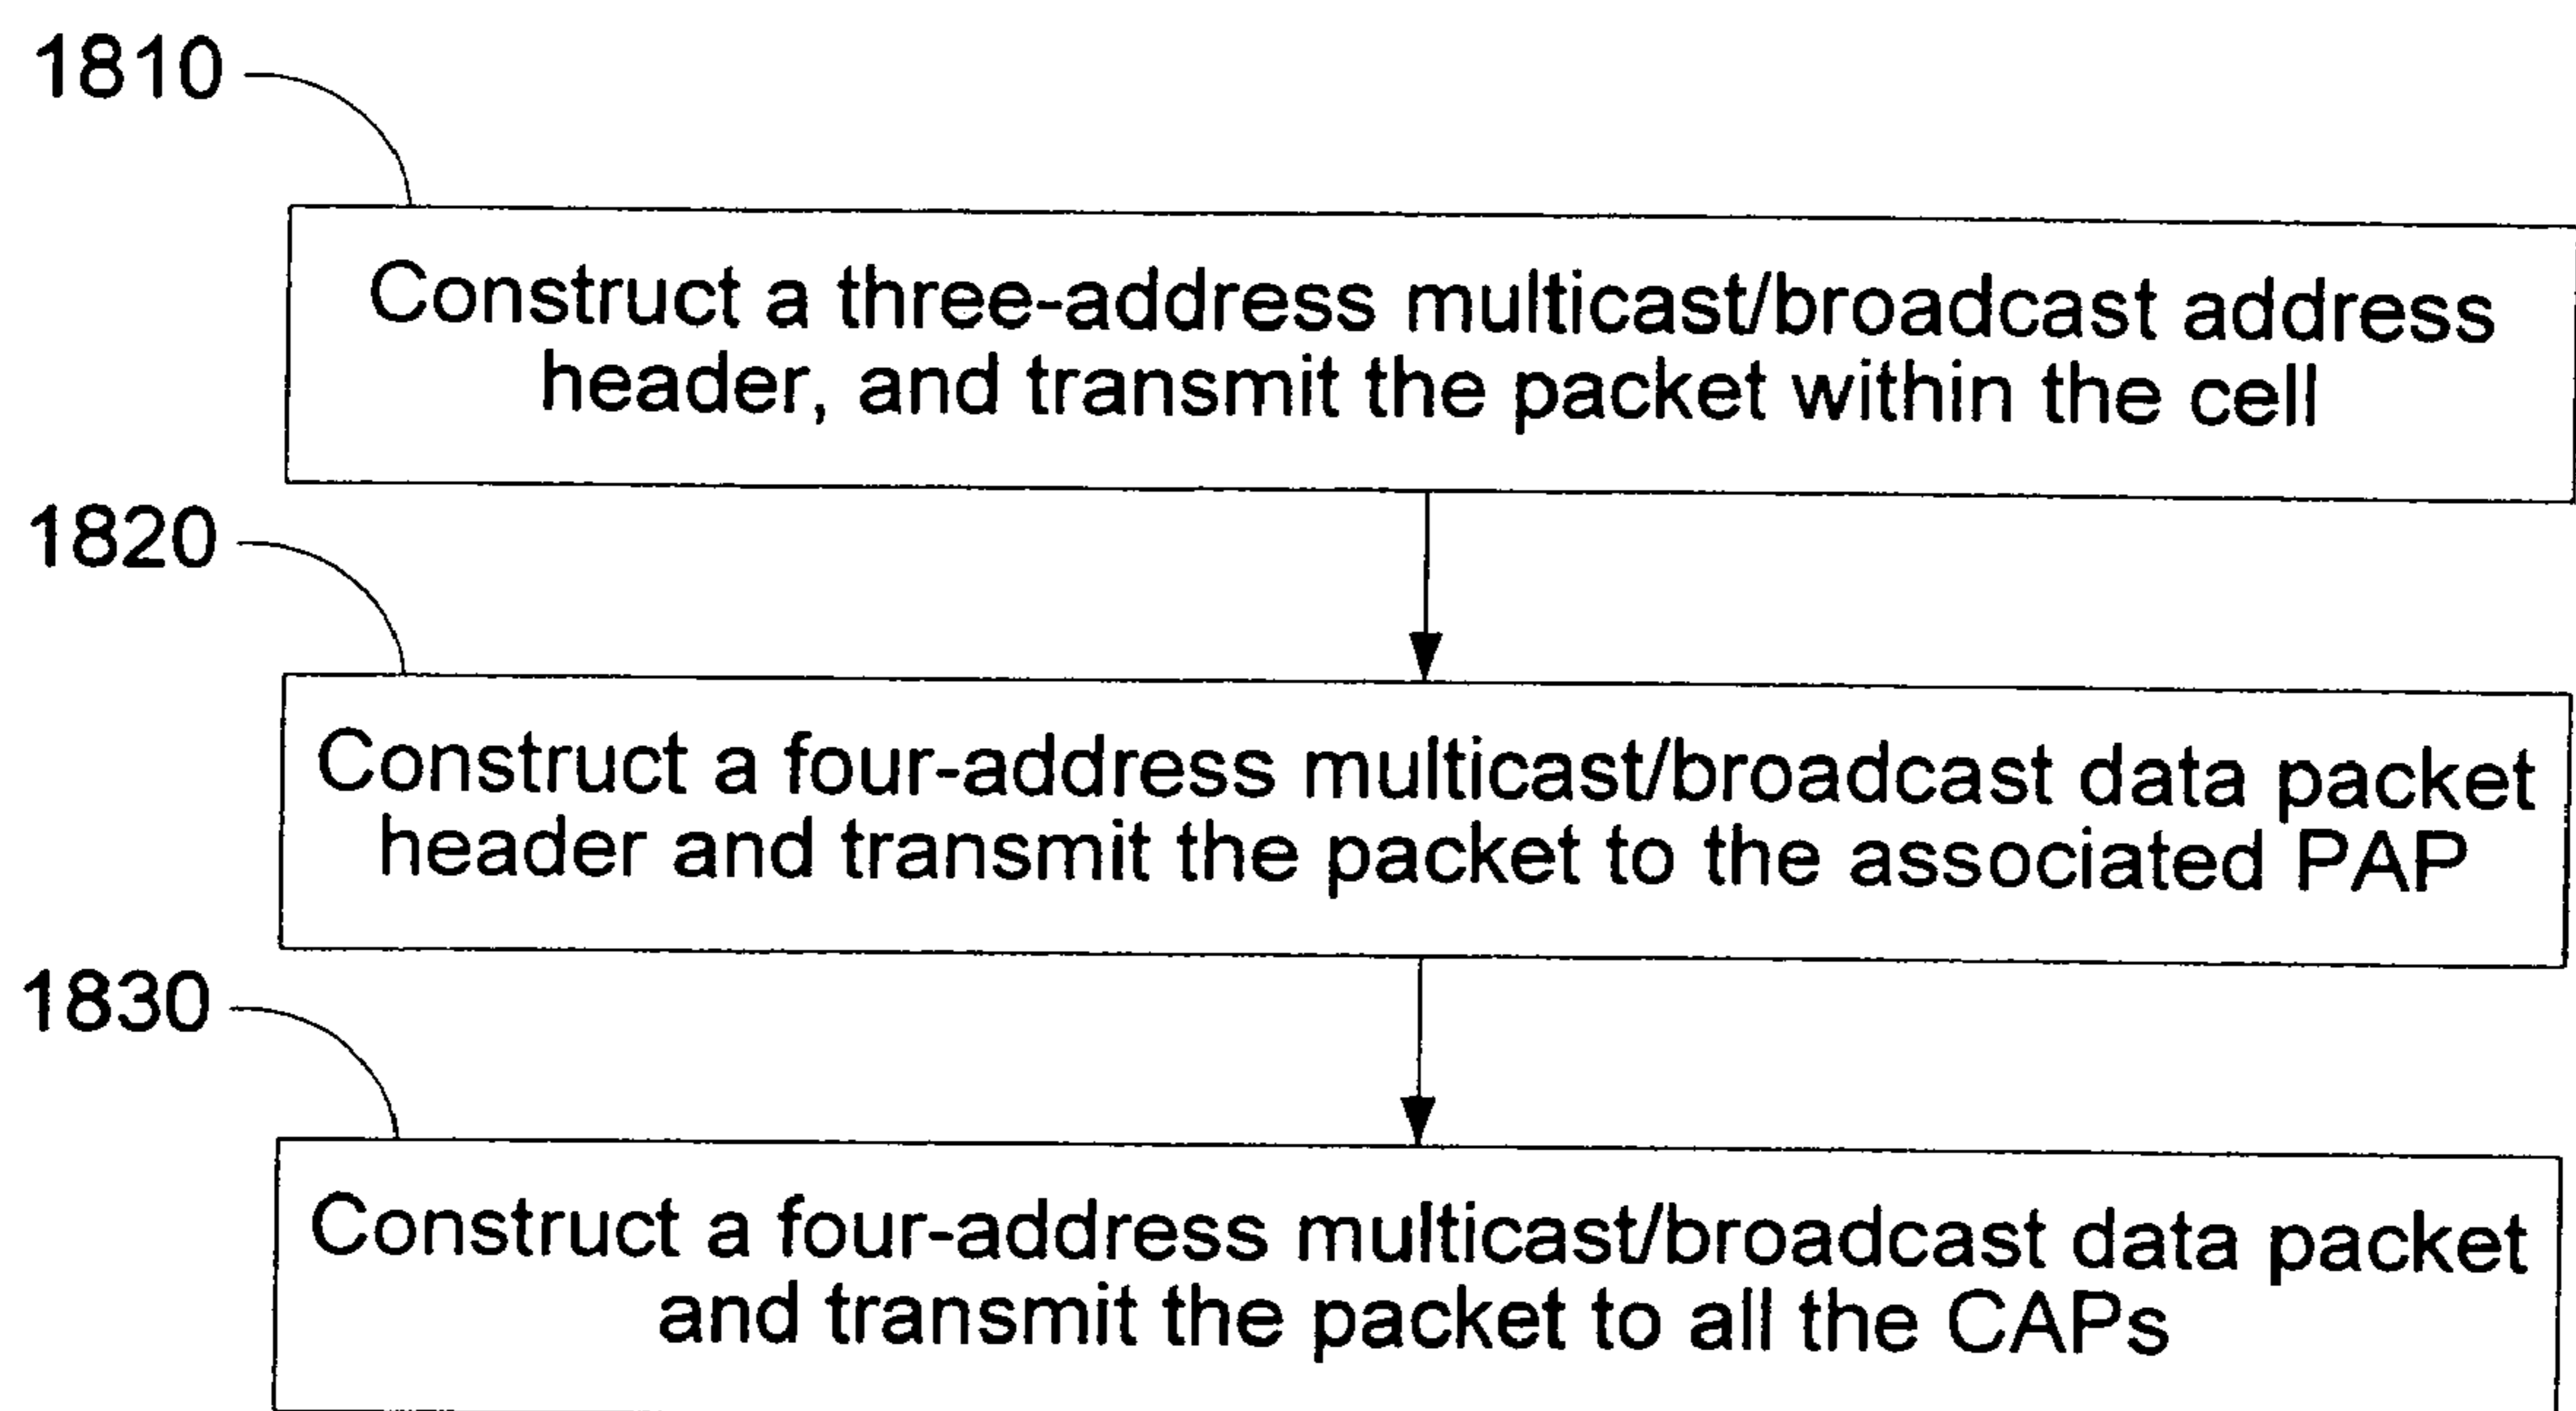 1810
Construct a three-address multicast/broadcast address
header, and transmit the packet within the cell
1820
Construct a four-address multicast/broadcast data packet
header and transmit the packet to the associated PAP
1830
Construct a four-address multicast/broadcast data packet
and transmit the packet to all the CAPs